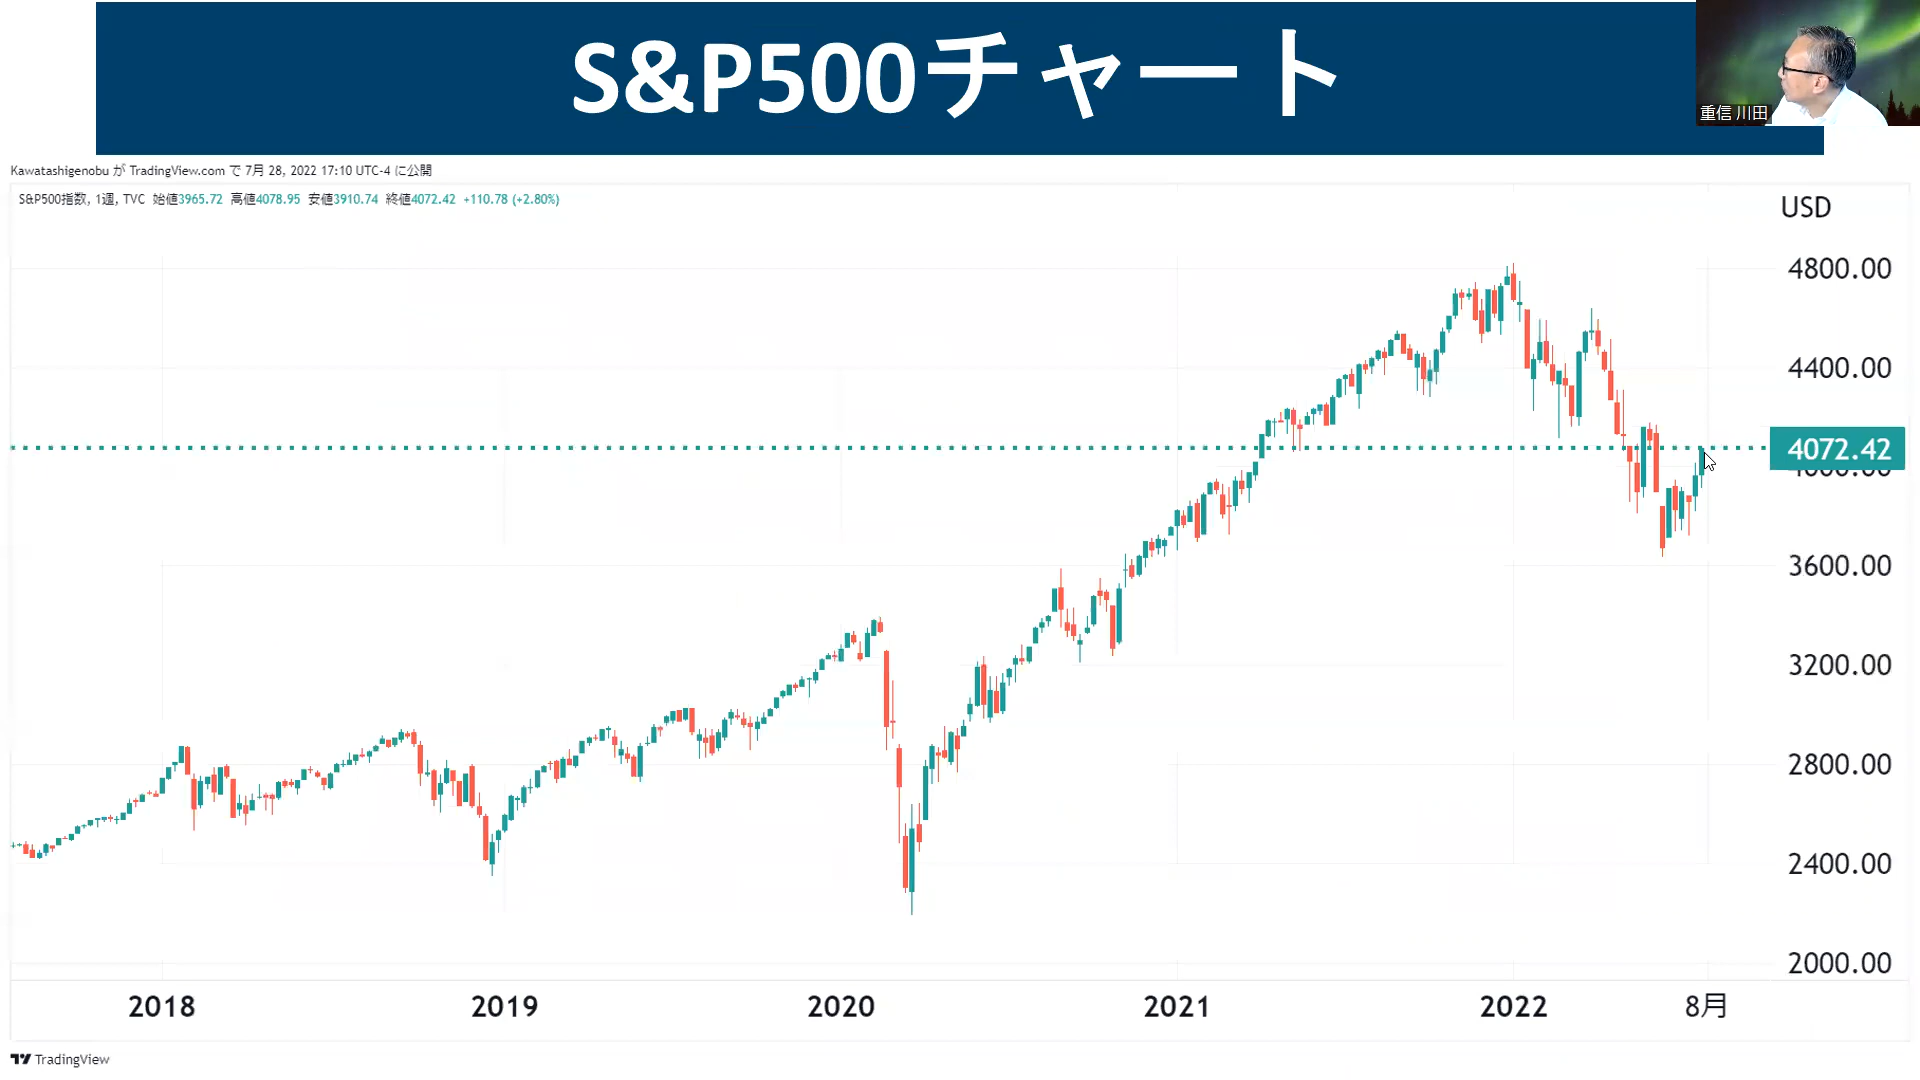 S&P500チャート
重信 川田
Kawatashigenobu が TradingView.com で 7月 28, 2022 17:10 UTC-4 に公開
S&P500指数, 1週, TVC 始値3965.72 高値4078.95 安値3910.74 終値4072.42 +110.78 (+2.80%)
USD
4800.00
4400.00
4072.42
4000.00
3600.00
3200.00
2800.00
2400.00
2000.00
2018 2019 2020 2021 2022 8月
TradingView